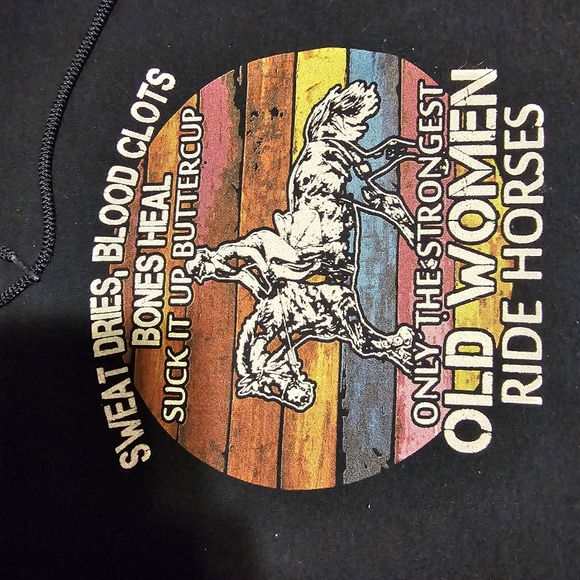 SWEAT DRIES, BLOOD CLOTS
BONES HEAL
SUCK IT UP BUTTERCUP
ONLY THE STRONGEST
OLD WOMEN
RIDE HORSES